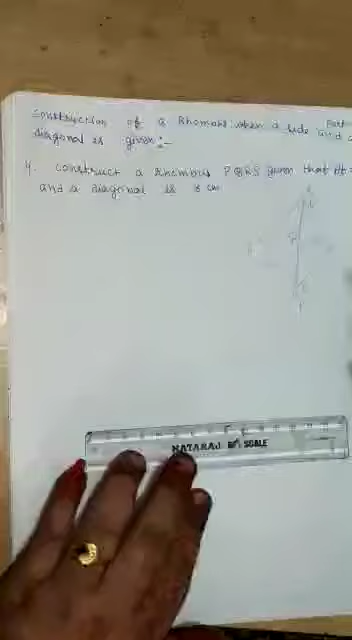 Construction of a Rhombus when a side and
diagonal is given:-
4. Construct a rhombus PQRS given that
and a diagonal is 8 cm
NATARAJ SCALE